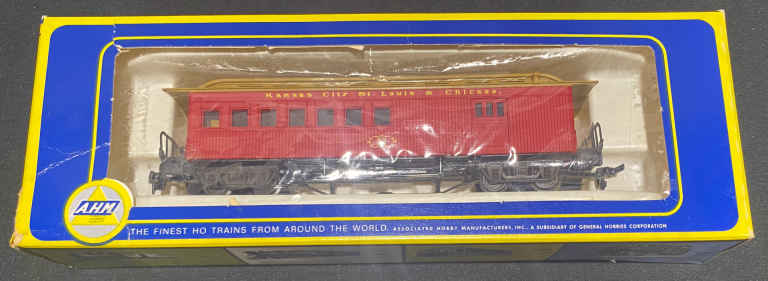 Kansas City St. Louis & Chicago.
A.H.M
THE FINEST HO TRAINS FROM AROUND THE WORLD. ASSOCIATED HOBBY MANUFACTURERS, INC., A SUBSIDIARY OF GENERAL HOBBIES CORPORATION